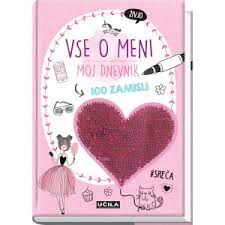 ŽIVJO
VSE O MENI
MOJ DNEVNIK
100 ZAMISLI
#SREČA
UČILA